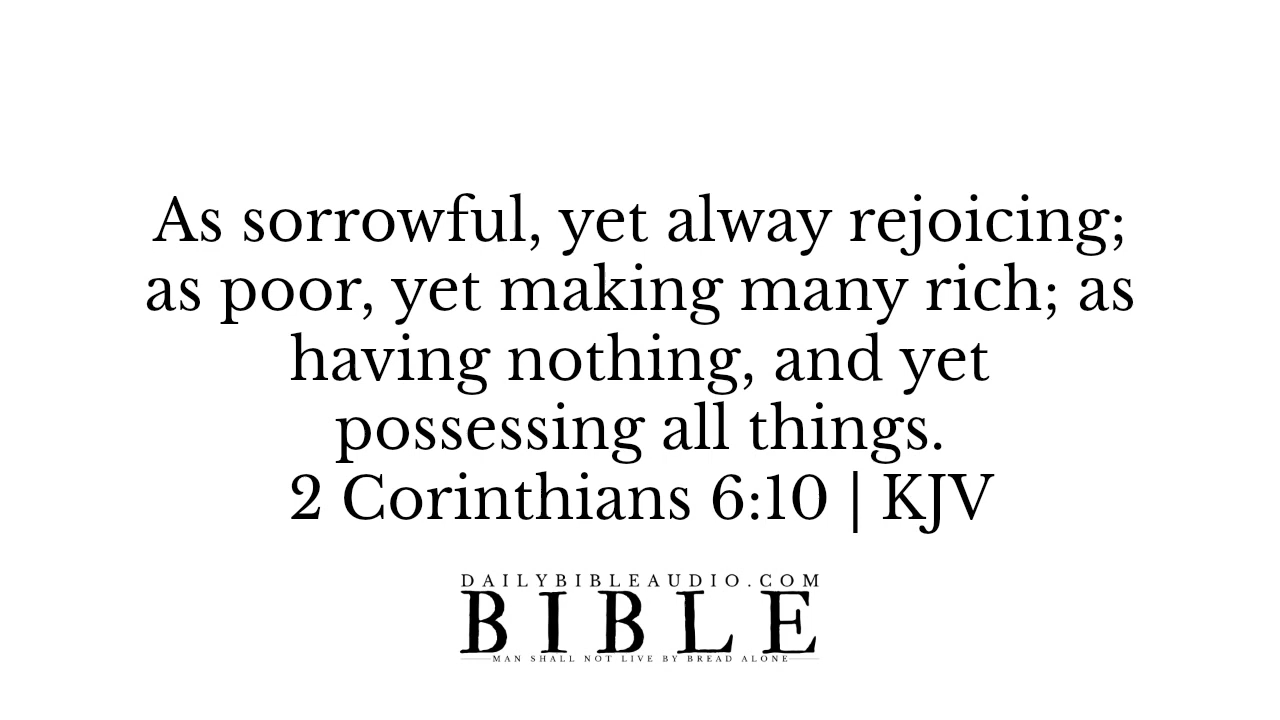 As sorrowful, yet alway rejoicing;
as poor, yet making many rich; as
having nothing, and yet
possessing all things.
2 Corinthians 6:10 | KJV
DAILYBIBLEAUDIO.COM
BIBLE
MAN SHALL NOT LIVE BY BREAD ALONE